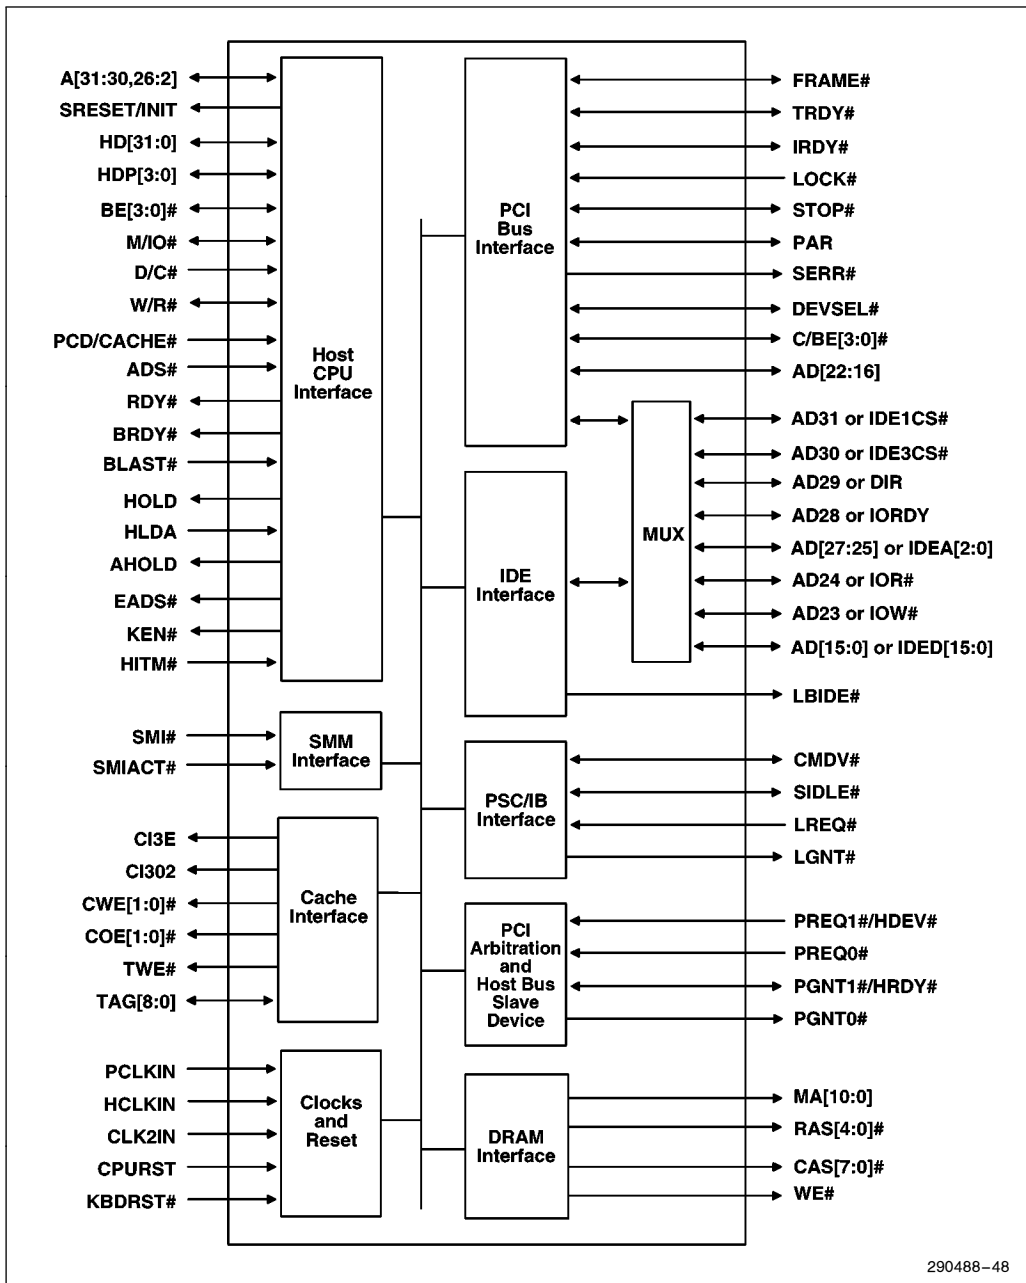 A[31:30,26:2]
SRESET/INIT
HD[31:0]
HDP[3:0]
BE[3:0]#
M/IO#
D/C#
W/R#
PCD/CACHE#
ADS#
RDY#
BRDY#
BLAST#
HOLD
HLDA
AHOLD
EADS#
KEN#
HITM#
Host
CPU
Interface
SMI#
SMIACT#
SMM
Interface
CI3E
CI302
CWE[1:0]#
COE[1:0]#
TWE#
TAG[8:0]
Cache
Interface
PCLKIN
HCLKIN
CLK2IN
CPURST
KBDRST#
Clocks
and
Reset
PCI
Bus
Interface
FRAME#
TRDY#
IRDY#
LOCK#
STOP#
PAR
SERR#
DEVSEL#
C/BE[3:0]#
AD[22:16]
IDE
Interface
MUX
AD31 or IDE1CS#
AD30 or IDE3CS#
AD29 or DIR
AD28 or IORDY
AD[27:25] or IDEA[2:0]
AD24 or IOR#
AD23 or IOW#
AD[15:0] or IDED[15:0]
LBIDE#
PSC/IB
Interface
CMDV#
SIDLE#
LREQ#
LGNT#
PCI
Arbitration
and
Host Bus
Slave
Device
PREQ1#/HDEV#
PREQ0#
PGNT1#/HRDY#
PGNT0#
DRAM
Interface
MA[10:0]
RAS[4:0]#
CAS[7:0]#
WE#
290488–48